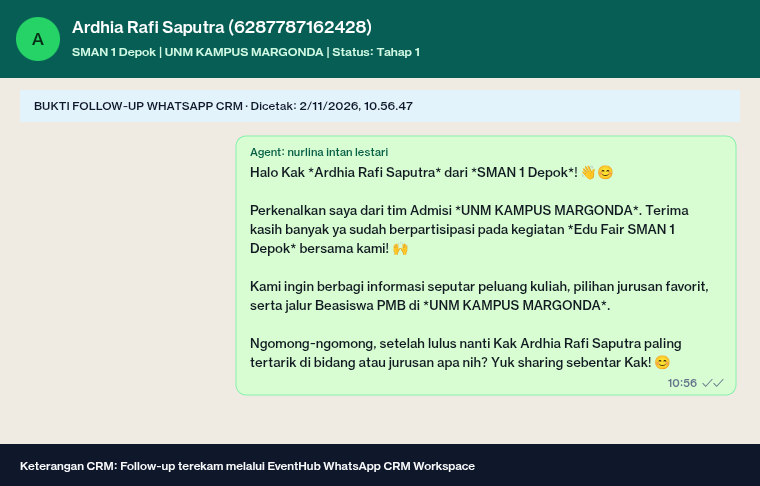 A
Ardhia Rafi Saputra (6287787162428)
SMAN 1 Depok | UNM KAMPUS MARGONDA | Status: Tahap 1
BUKTI FOLLOW-UP WHATSAPP CRM · Dicetak: 2/11/2026, 10.56.47
Agent: nurlina intan lestari
Halo Kak *Ardhia Rafi Saputra* dari *SMAN 1 Depok*! 👋😊
Perkenalkan saya dari tim Admisi *UNM KAMPUS MARGONDA*. Terima
kasih banyak ya sudah berpartisipasi pada kegiatan *Edu Fair SMAN 1
Depok* bersama kami! 🙌
Kami ingin berbagi informasi seputar peluang kuliah, pilihan jurusan favorit,
serta jalur Beasiswa PMB di *UNM KAMPUS MARGONDA*.
Ngomong-ngomong, setelah lulus nanti Kak Ardhia Rafi Saputra paling
tertarik di bidang atau jurusan apa nih? Yuk sharing sebentar Kak! 😊
10:56
Keterangan CRM: Follow-up terekam melalui EventHub WhatsApp CRM Workspace